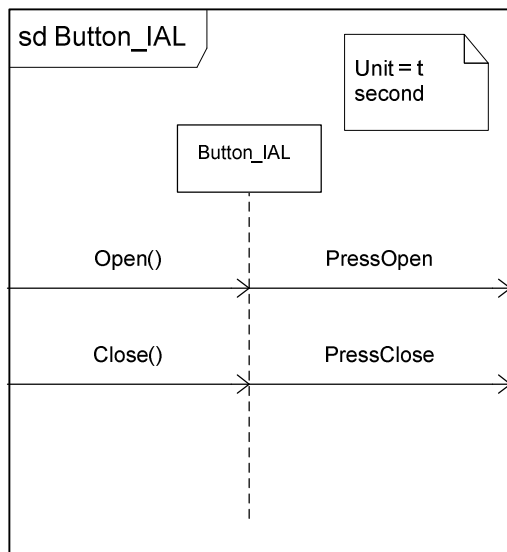 sd Button_IAL
Unit = t
second
Button_IAL
Open()
PressOpen
Close()
PressClose